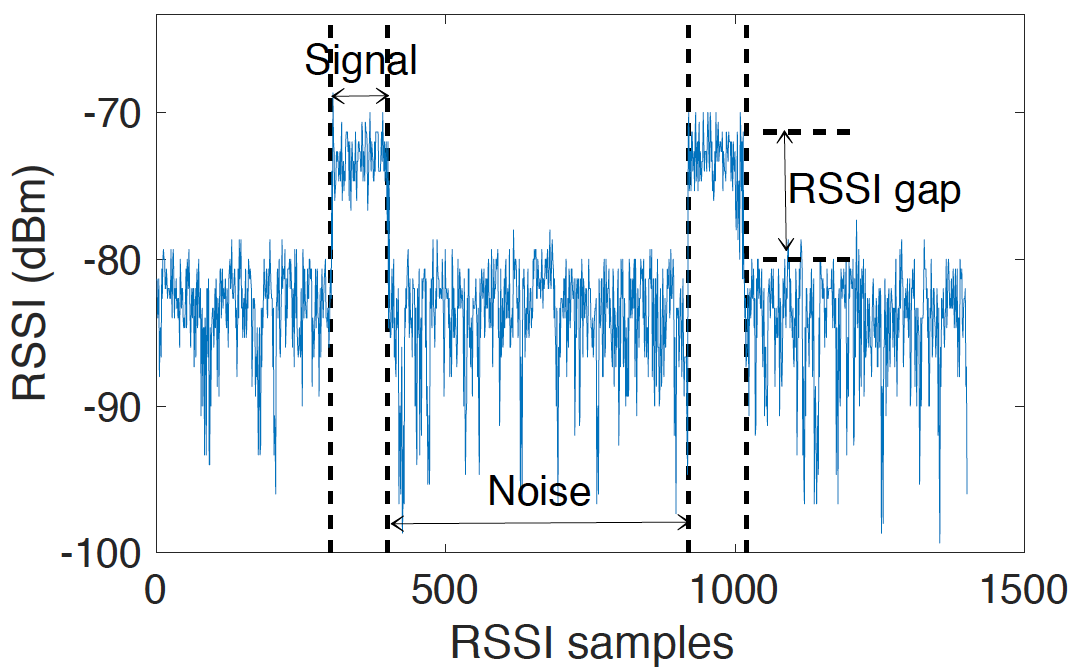 Signal
-70
RSSI gap
-80
RSSI (dBm)
-90
Noise
-100
0 500 1000 1500
RSSI samples